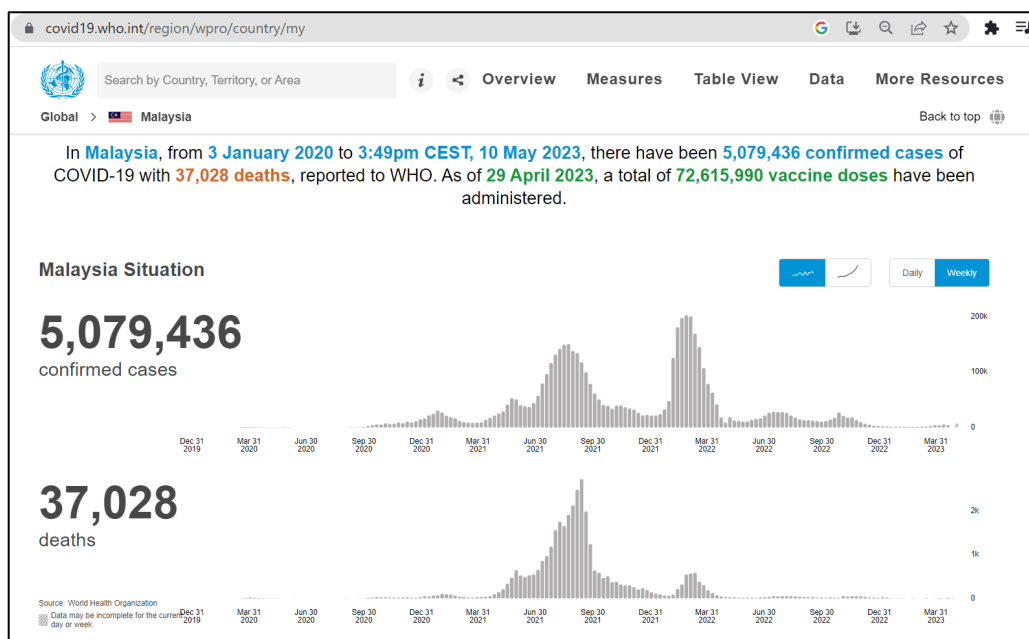 covid19.who.int/region/wpro/country/my
Search by Country, Territory, or Area
i
Overview
Measures
Table View
Data
More Resources
Global > Malaysia
Back to top
In Malaysia, from 3 January 2020 to 3:49pm CEST, 10 May 2023, there have been 5,079,436 confirmed cases of
COVID-19 with 37,028 deaths, reported to WHO. As of 29 April 2023, a total of 72,615,990 vaccine doses have been
administered.
Malaysia Situation
Daily
Weekly
5,079,436
confirmed cases
200k
100k
0
Dec 31 Mar 31 Jun 30 Sep 30 Dec 31 Mar 31 Jun 30 Sep 30 Dec 31 Mar 31 Jun 30 Sep 30 Dec 31 Mar 31
2019 2020 2020 2020 2020 2021 2021 2021 2021 2022 2022 2022 2022 2023
37,028
deaths
2k
1k
0
Source: World Health Organization
Data may be incomplete for the current
day or week.
Dec 31 Mar 31 Jun 30 Sep 30 Dec 31 Mar 31 Jun 30 Sep 30 Dec 31 Mar 31 Jun 30 Sep 30 Dec 31 Mar 31
2019 2020 2020 2020 2020 2021 2021 2021 2021 2022 2022 2022 2022 2023